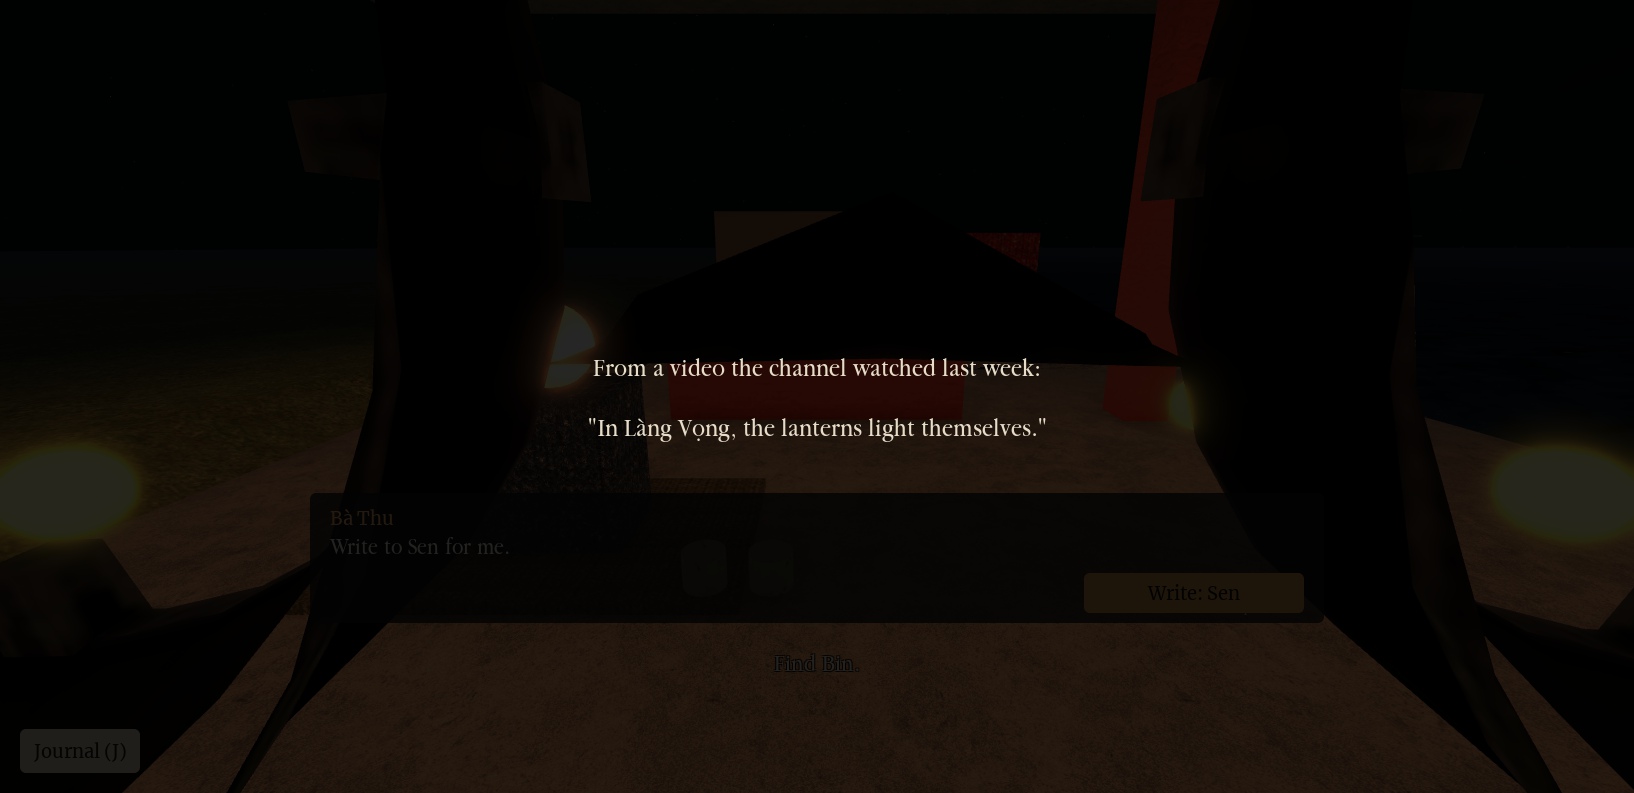 From a video the channel watched last week:
"In Làng Vọng, the lanterns light themselves."
Bà Thu
Write to Sen for me.
Write: Sen
Find Bin.
Journal (J)